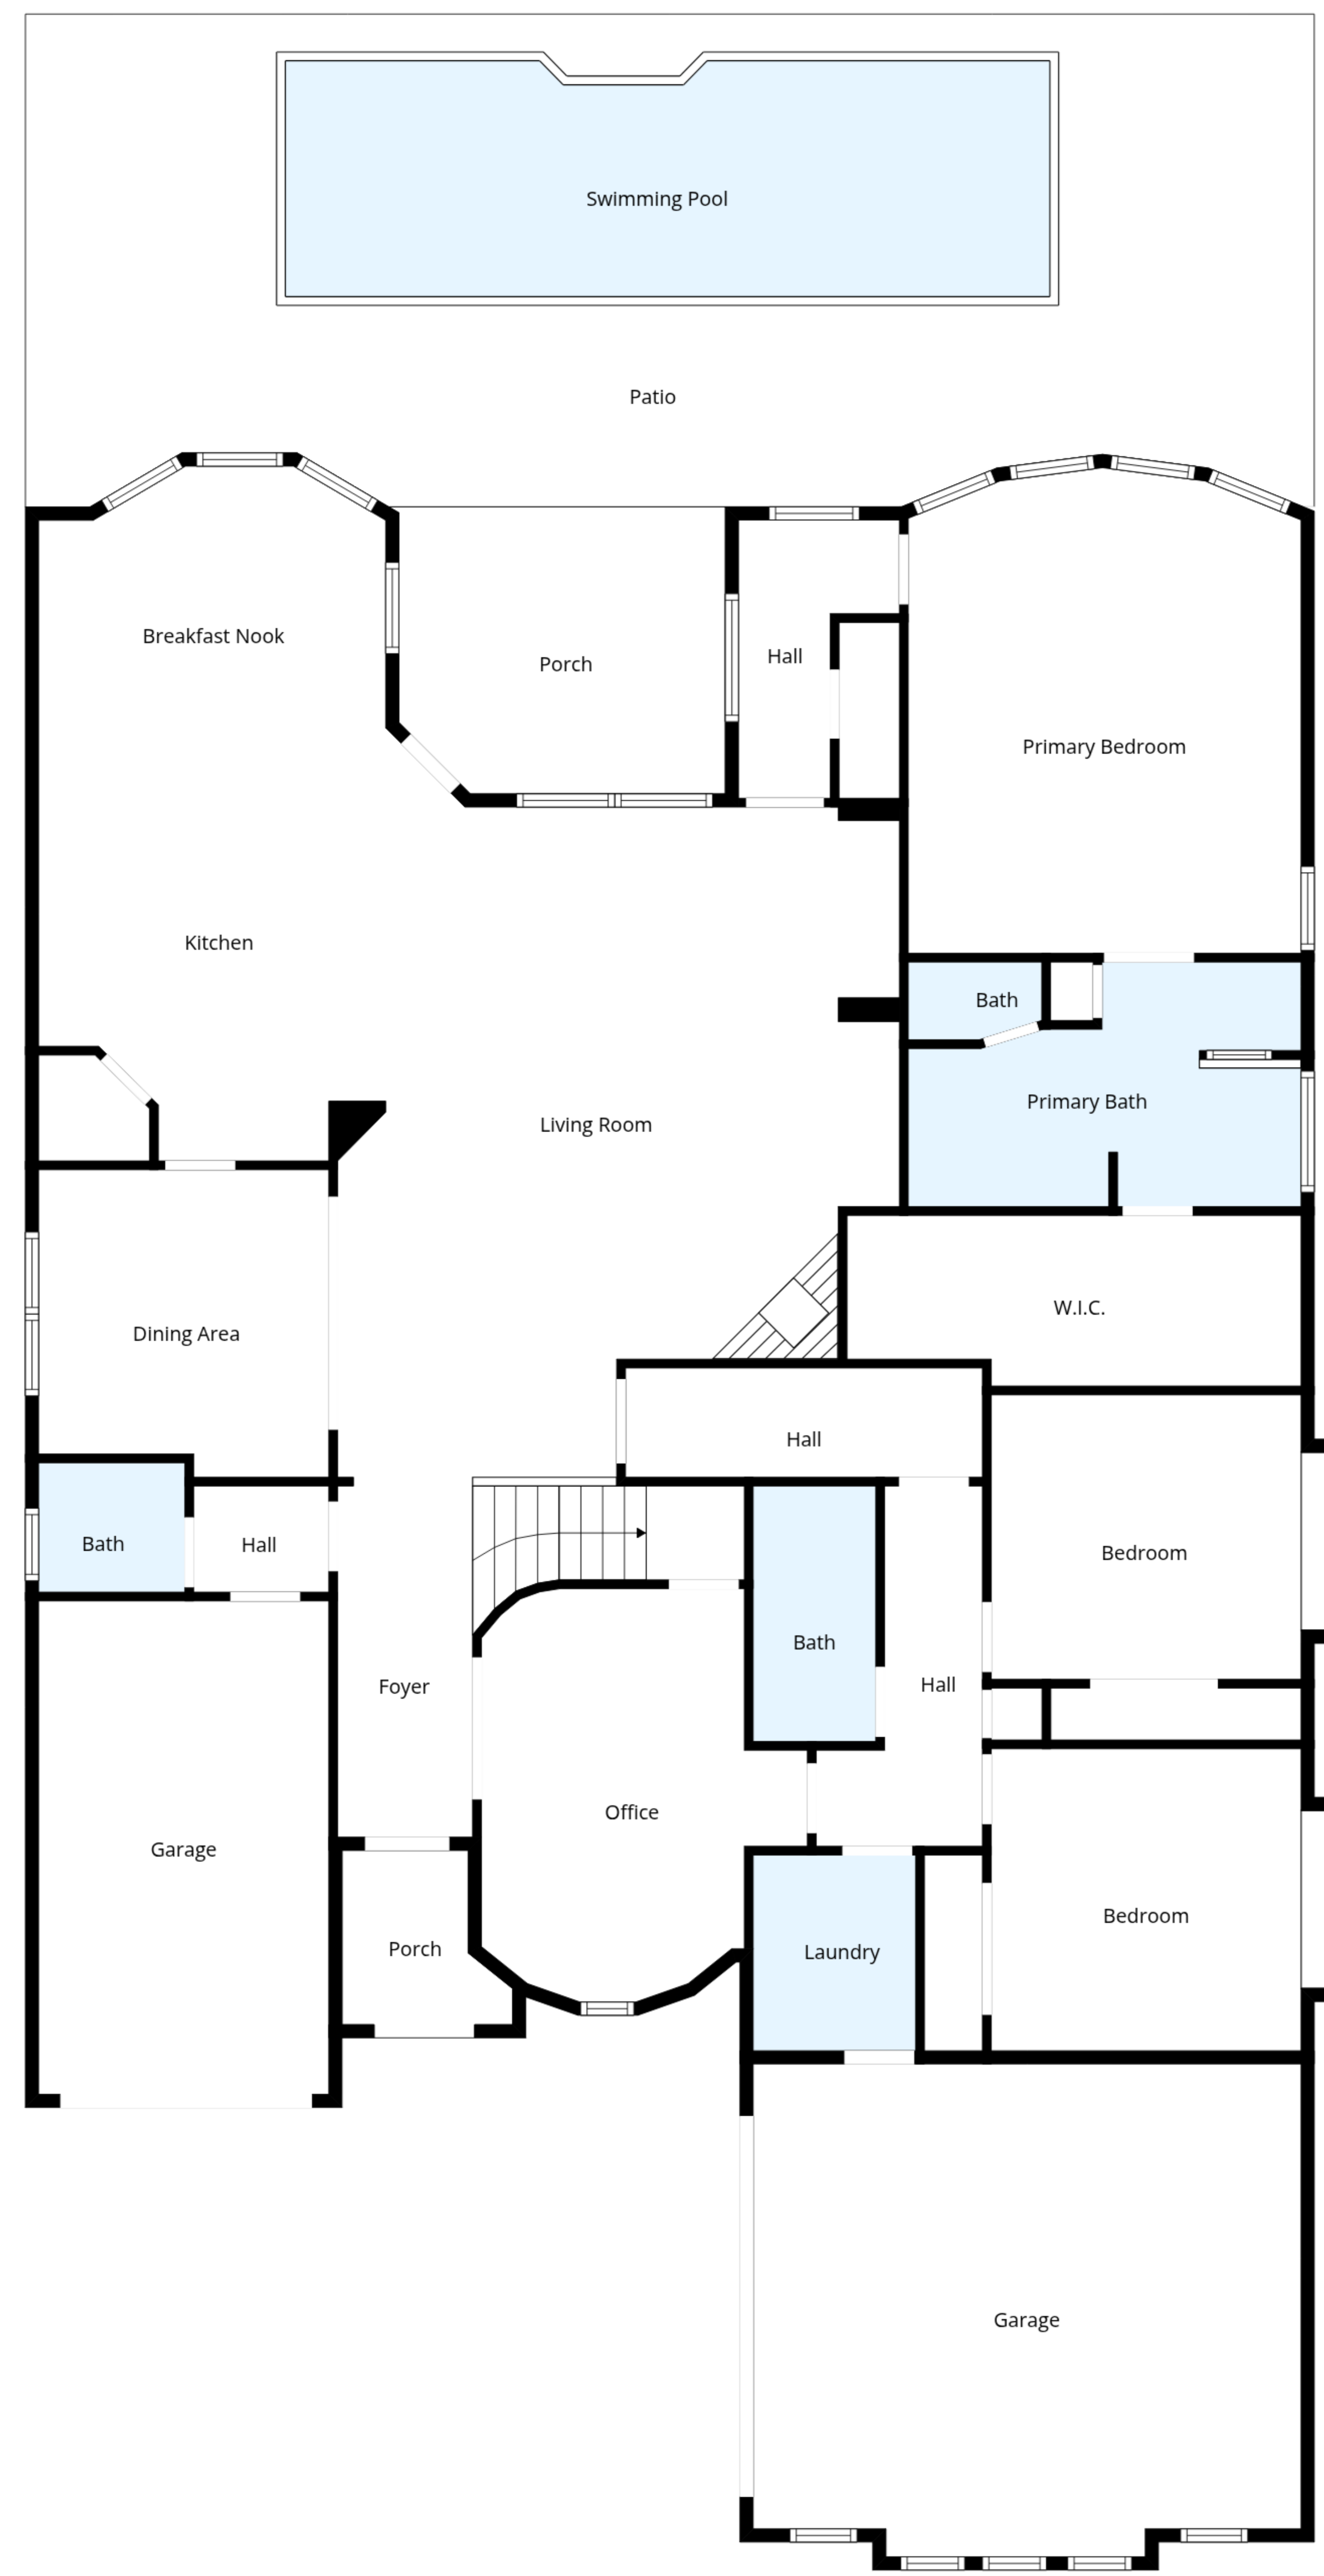 Swimming Pool
Patio
Breakfast Nook
Porch
Hall
Primary Bedroom
Kitchen
Bath
Primary Bath
Living Room
W.I.C.
Dining Area
Hall
Bath
Hall
Bedroom
Bath
Foyer
Hall
Office
Garage
Bedroom
Porch
Laundry
Garage